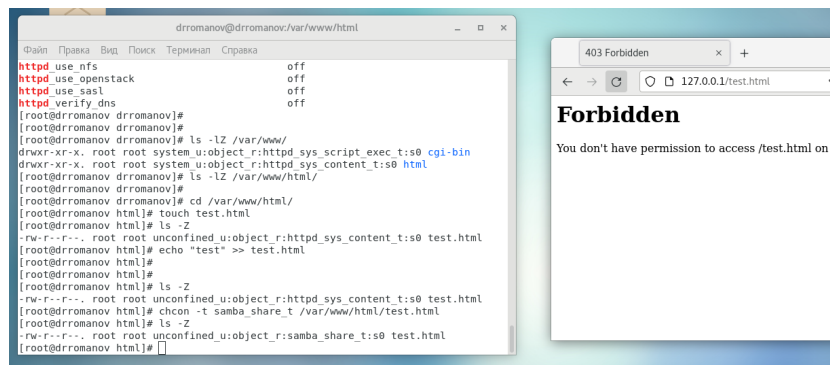 drromanov@drromanov:/var/www/html
Файл Правка Вид Поиск Терминал Справка
httpd_use_nfs off
httpd_use_openstack off
httpd_use_sasl off
httpd_verify_dns off
[root@drromanov drromanov]#
[root@drromanov drromanov]#
[root@drromanov drromanov]# ls -lZ /var/www/
drwxr-xr-x. root root system_u:object_r:httpd_sys_script_exec_t:s0 cgi-bin
drwxr-xr-x. root root system_u:object_r:httpd_sys_content_t:s0 html
[root@drromanov drromanov]# ls -lZ /var/www/html/
[root@drromanov drromanov]#
[root@drromanov drromanov]# cd /var/www/html/
[root@drromanov html]# touch test.html
[root@drromanov html]# ls -Z
-rw-r--r--. root root unconfined_u:object_r:httpd_sys_content_t:s0 test.html
[root@drromanov html]# echo "test" >> test.html
[root@drromanov html]#
[root@drromanov html]#
[root@drromanov html]# ls -Z
-rw-r--r--. root root unconfined_u:object_r:httpd_sys_content_t:s0 test.html
[root@drromanov html]# chcon -t samba_share_t /var/www/html/test.html
[root@drromanov html]# ls -Z
-rw-r--r--. root root unconfined_u:object_r:samba_share_t:s0 test.html
[root@drromanov html]#
403 Forbidden
127.0.0.1/test.html
Forbidden
You don't have permission to access /test.html on